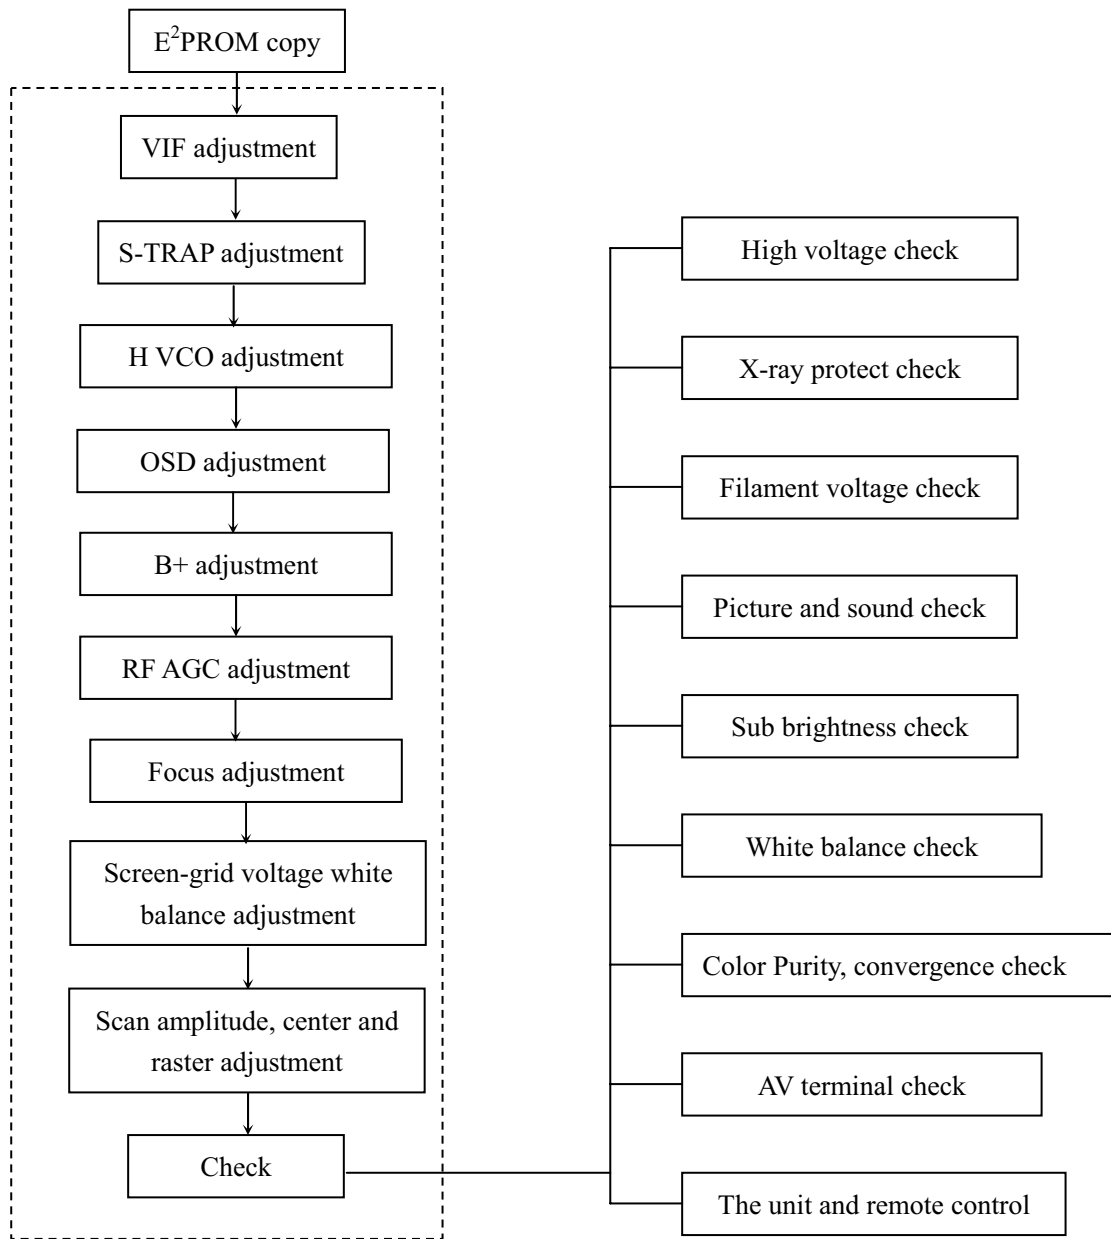 E²PROM copy
VIF adjustment
S-TRAP adjustment
H VCO adjustment
OSD adjustment
B+ adjustment
RF AGC adjustment
Focus adjustment
Screen-grid voltage white
balance adjustment
Scan amplitude, center and
raster adjustment
Check
High voltage check
X-ray protect check
Filament voltage check
Picture and sound check
Sub brightness check
White balance check
Color Purity, convergence check
AV terminal check
The unit and remote control